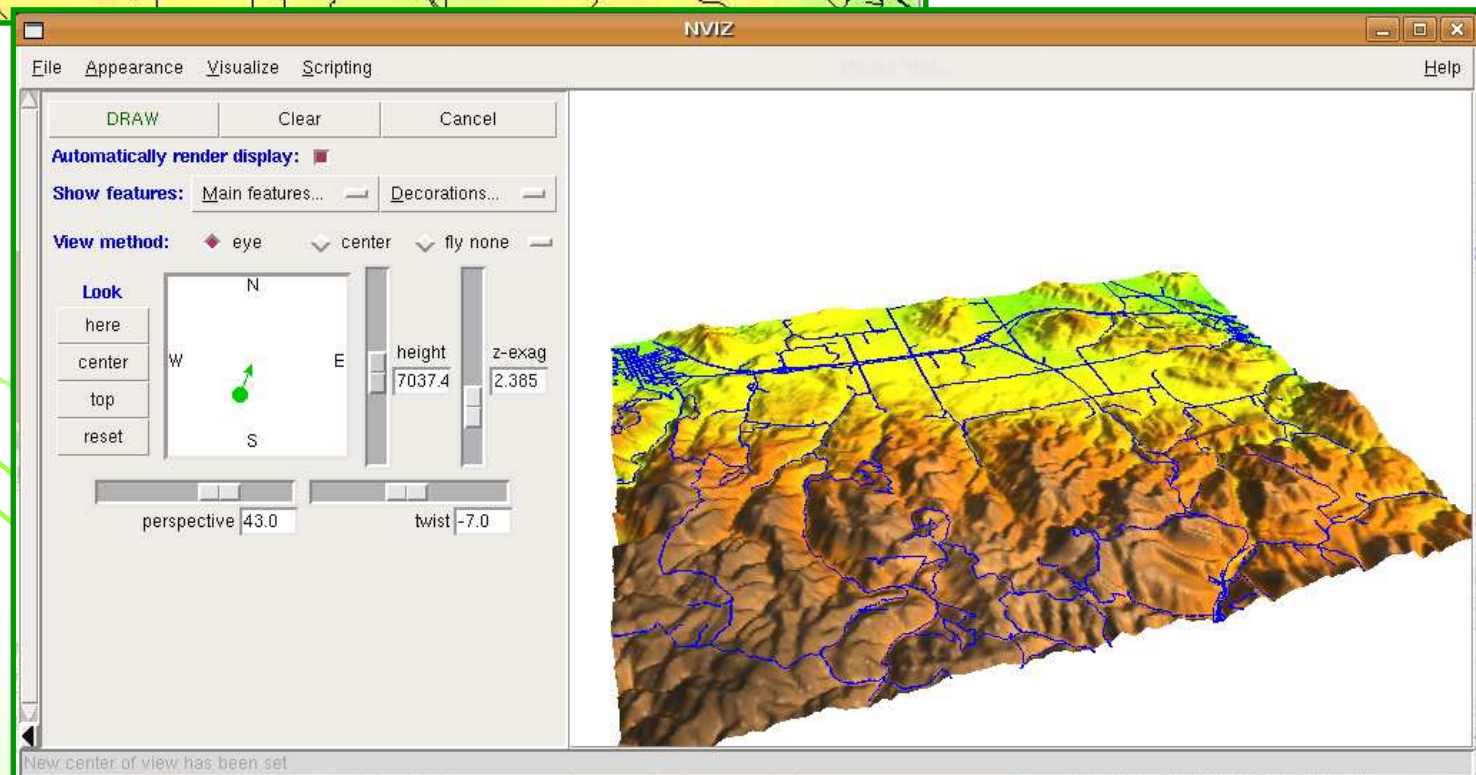 NVIZ
File Appearance Visualize Scripting Help
DRAW Clear Cancel
Automatically render display:
Show features: Main features... Decorations...
View method: eye center fly none
Look
here
center
top
reset
N
W E
S
height
7037.4
z-exag
2.385
perspective 43.0
twist -7.0
New center of view has been set